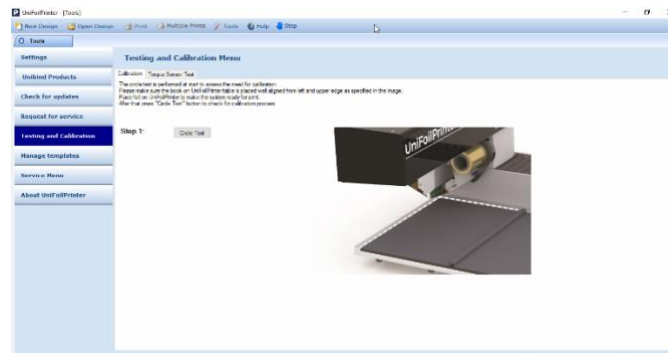 UniFoilPrinter - [Tools]
New Design Open Design Print Multiple Prints Tools Help Stop
Tools
Settings
Unibind Products
Check for updates
Request for service
Testing and Calibration
Manage templates
Service Menu
About UniFoilPrinter
Testing and Calibration Menu
Calibration Torque Sensor Test
The circle test is performed at start to assess the need for calibration.
Please make sure the book on UniFoilPrinter table is placed well aligned from left and upper edge as specified in the image.
Place foil on UniFoilPrinter to make the system ready for print.
After that press "Circle Test" button to check for calibration process
Step 1: Circle Test
UniFoilPrinter